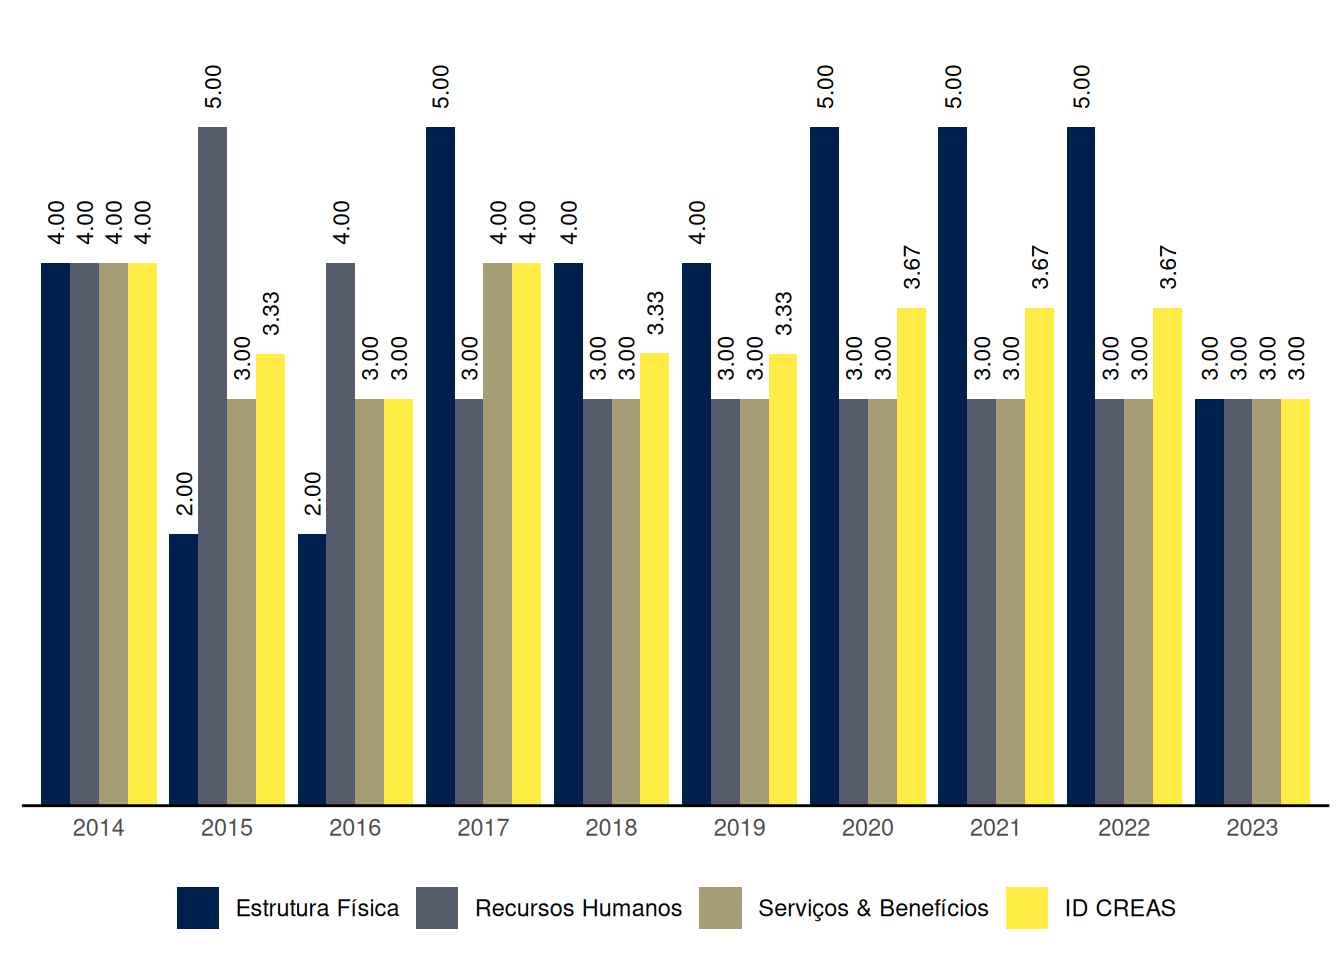 5.00 5.00 5.00 5.00 5.00
4.00 4.00 4.00 4.00 4.00 4.00 4.00 4.00 4.00
3.67 3.67 3.67
3.33 3.33 3.33
3.00 3.00 3.00 3.00 3.00 3.00 3.00 3.00 3.00 3.00 3.00 3.00 3.00 3.00 3.00 3.00 3.00 3.00
2.00 2.00
2014 2015 2016 2017 2018 2019 2020 2021 2022 2023
Estrutura Física Recursos Humanos Serviços & Benefícios ID CREAS